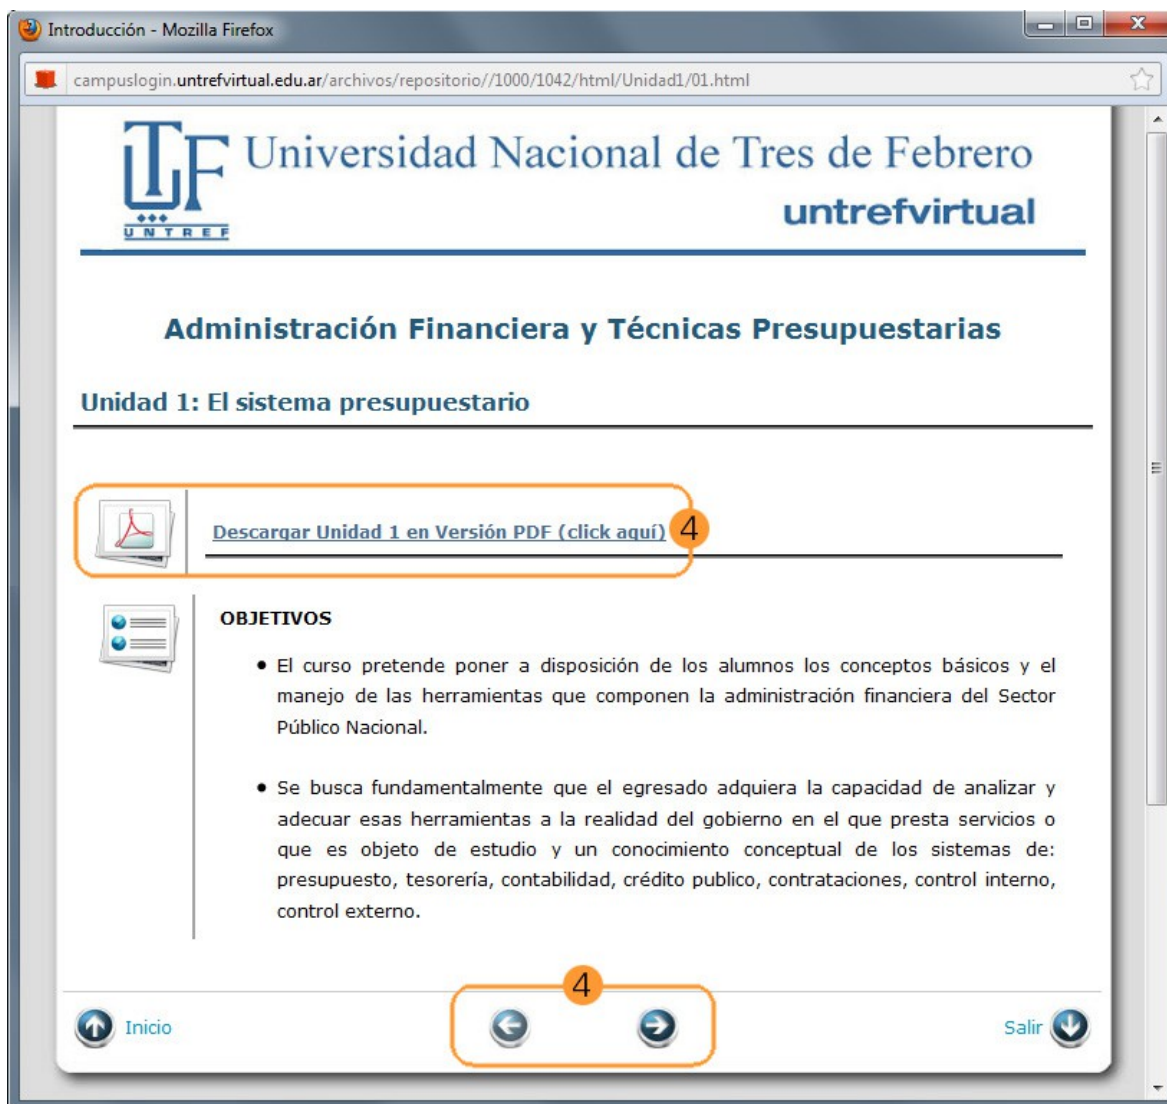 Introducción - Mozilla Firefox
campuslogin.untrefvirtual.edu.ar/archivos/repositorio//1000/1042/html/Unidad1/01.html
UNTREF
Universidad Nacional de Tres de Febrero
untrefvirtual
Administración Financiera y Técnicas Presupuestarias
Unidad 1: El sistema presupuestario
Descargar Unidad 1 en Versión PDF (click aquí) 4
OBJETIVOS
• El curso pretende poner a disposición de los alumnos los conceptos básicos y el
manejo de las herramientas que componen la administración financiera del Sector
Público Nacional.
• Se busca fundamentalmente que el egresado adquiera la capacidad de analizar y
adecuar esas herramientas a la realidad del gobierno en el que presta servicios o
que es objeto de estudio y un conocimiento conceptual de los sistemas de:
presupuesto, tesorería, contabilidad, crédito publico, contrataciones, control interno,
control externo.
4
Inicio
Salir